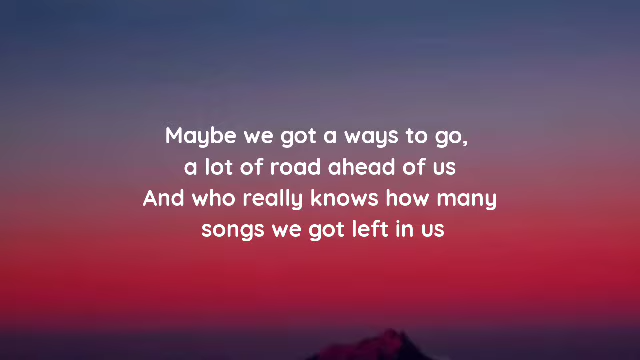 Maybe we got a ways to go,
a lot of road ahead of us
And who really knows how many
songs we got left in us